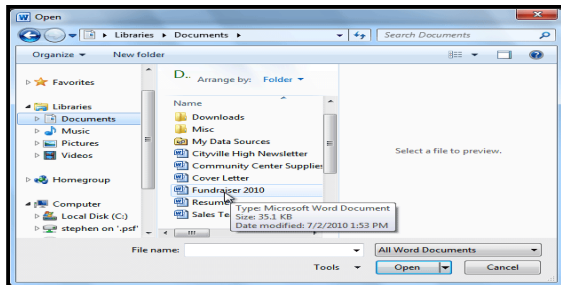 Open
Libraries Documents Search Documents
Organize New folder
Favorites
Libraries
Documents
Music
Pictures
Videos
Homegroup
Computer
Local Disk (C:)
stephen on '.psf'
D... Arrange by: Folder
Name
Downloads
Misc
My Data Sources
Cityville High Newsletter
Community Center Supplies
Cover Letter
Fundraiser 2010
Resume
Sales Te
Type: Microsoft Word Document
Size: 35.1 KB
Date modified: 7/2/2010 1:53 PM
Select a file to preview.
File name: All Word Documents
Tools Open Cancel